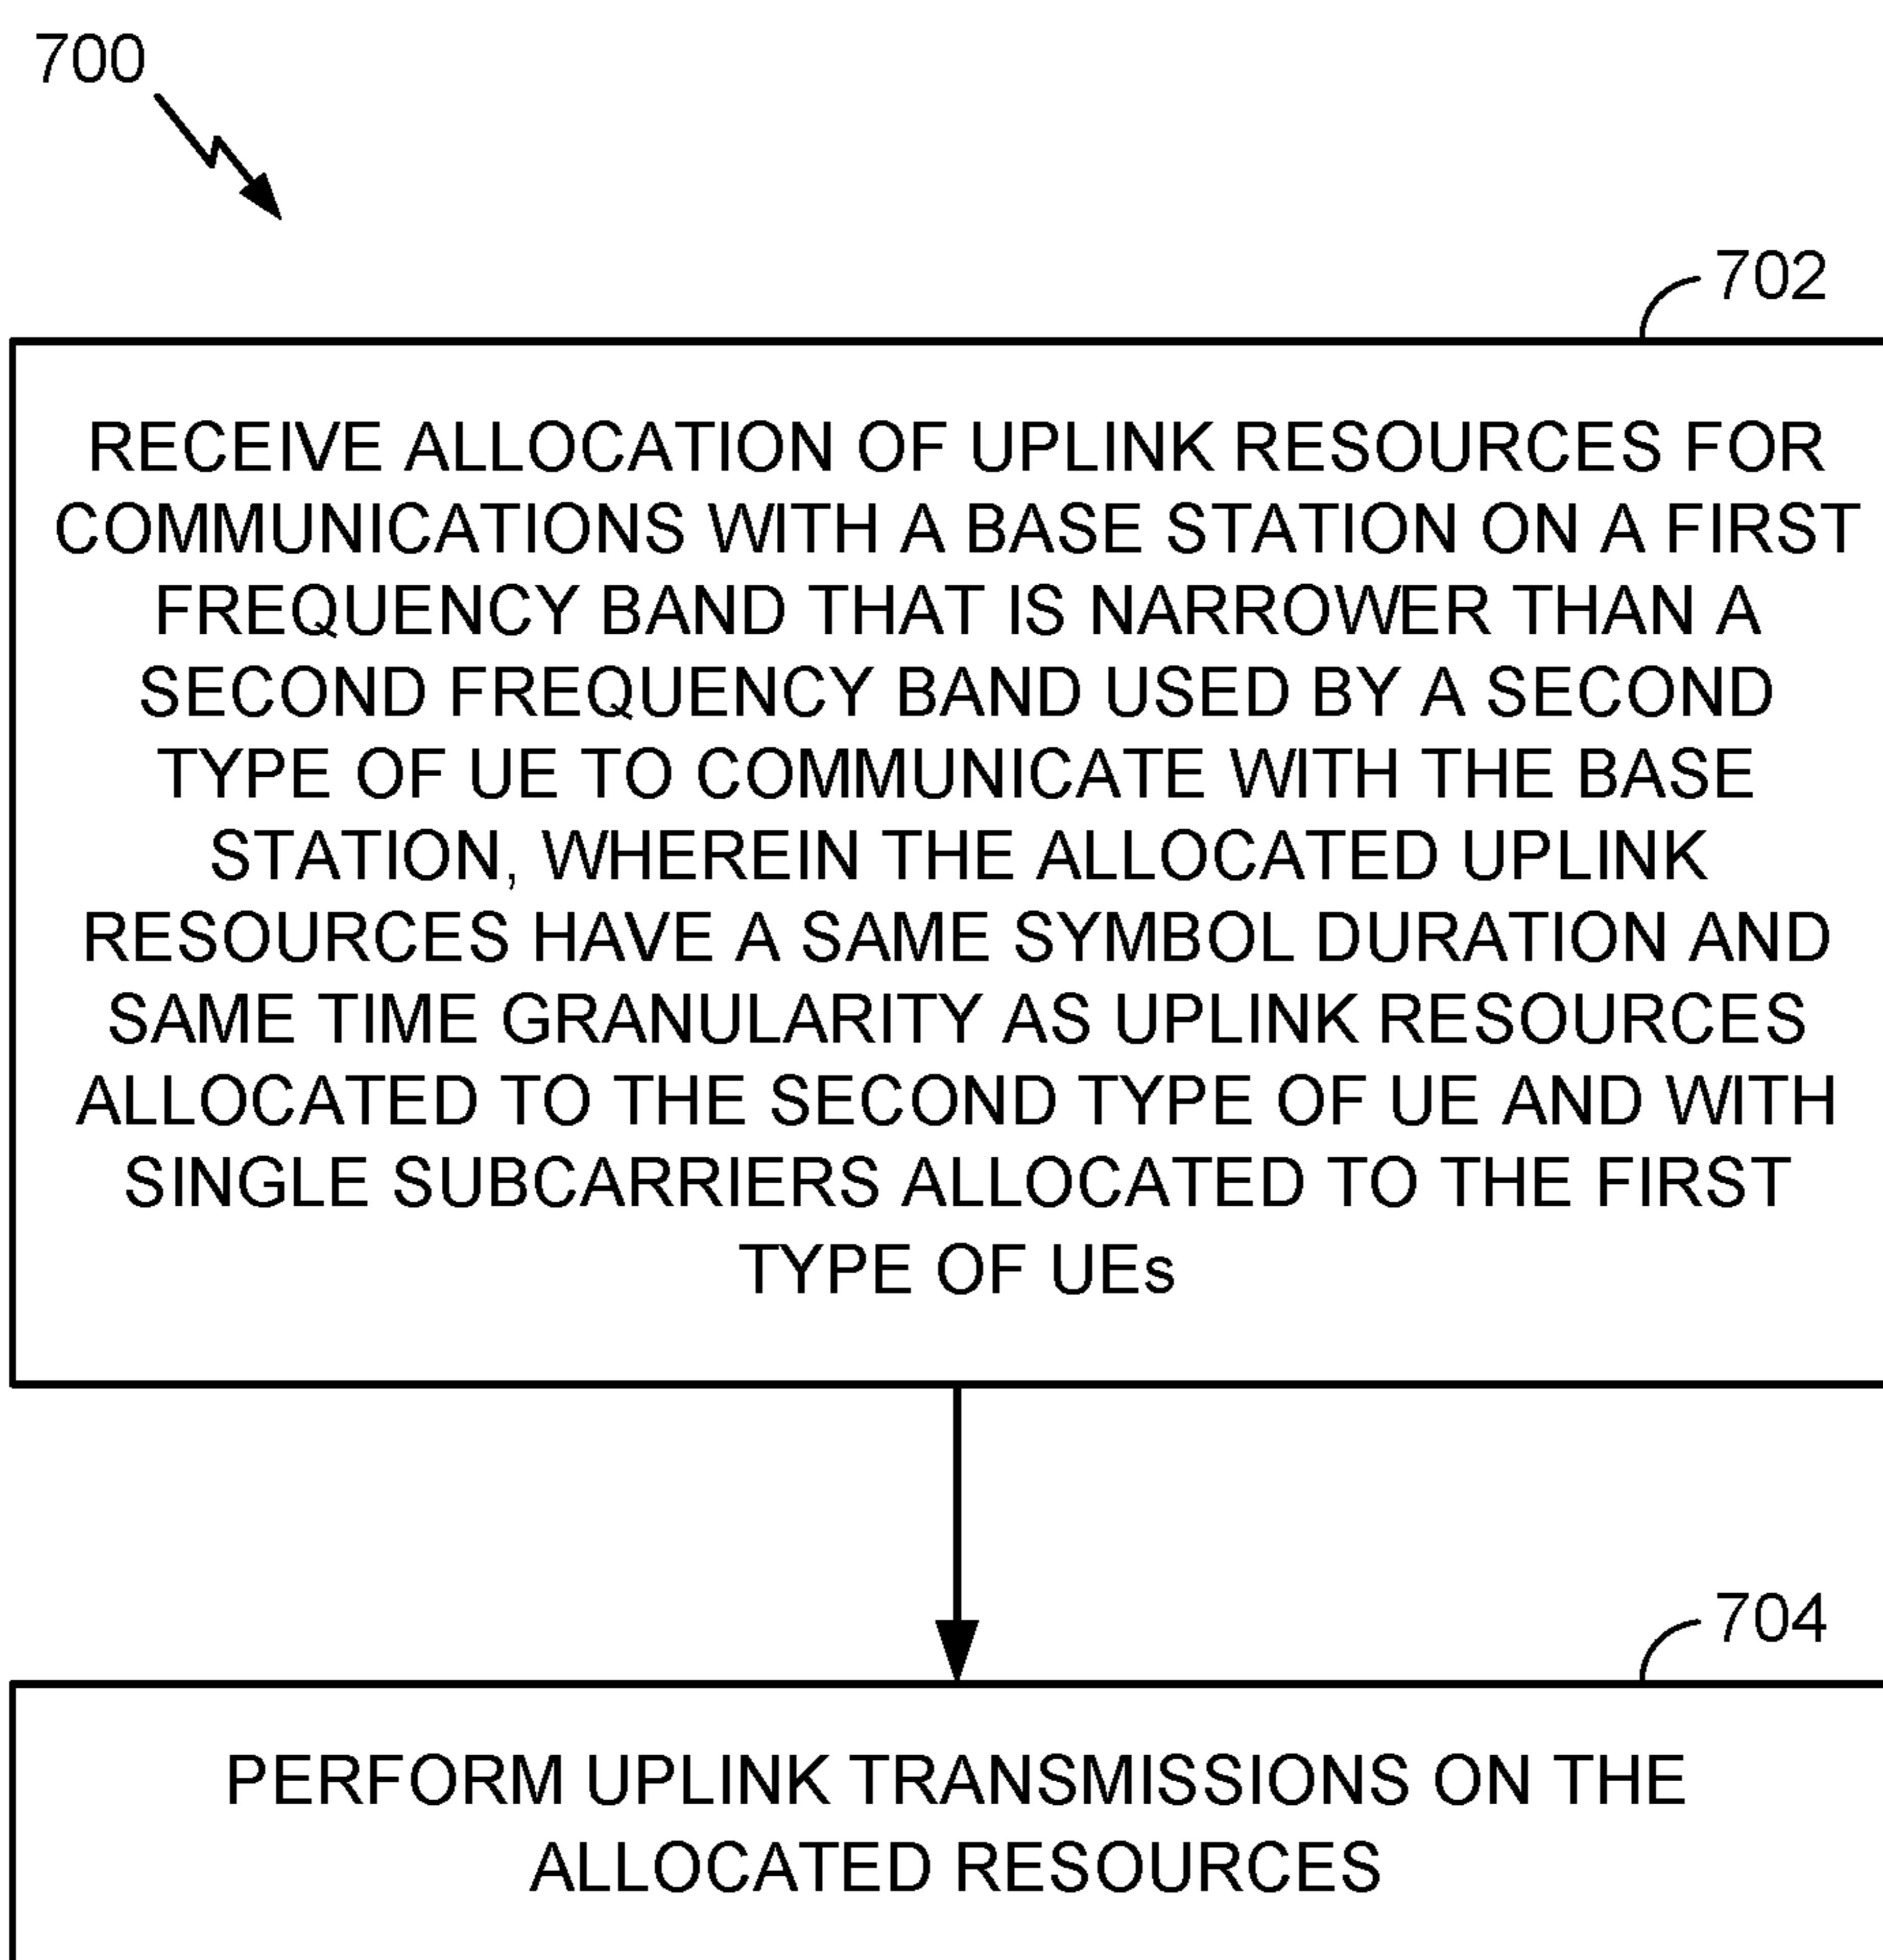 700
702
RECEIVE ALLOCATION OF UPLINK RESOURCES FOR
COMMUNICATIONS WITH A BASE STATION ON A FIRST
FREQUENCY BAND THAT IS NARROWER THAN A
SECOND FREQUENCY BAND USED BY A SECOND
TYPE OF UE TO COMMUNICATE WITH THE BASE
STATION, WHEREIN THE ALLOCATED UPLINK
RESOURCES HAVE A SAME SYMBOL DURATION AND
SAME TIME GRANULARITY AS UPLINK RESOURCES
ALLOCATED TO THE SECOND TYPE OF UE AND WITH
SINGLE SUBCARRIERS ALLOCATED TO THE FIRST
TYPE OF UEs
704
PERFORM UPLINK TRANSMISSIONS ON THE
ALLOCATED RESOURCES